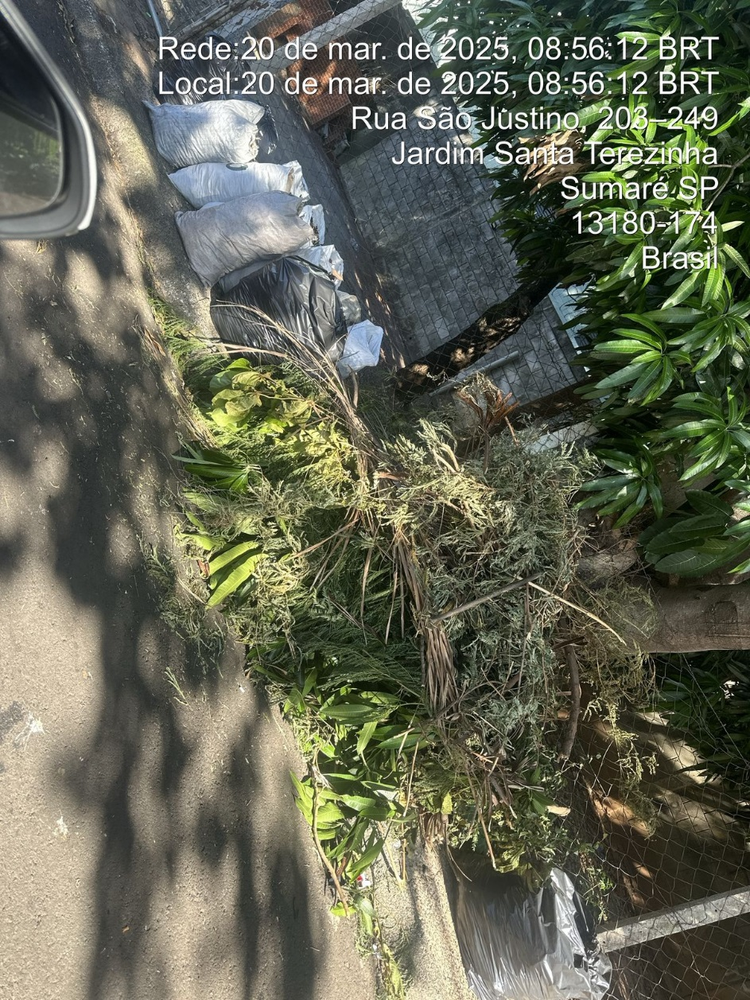 Rede:20 de mar. de 2025, 08:56:12 BRT
Local:20 de mar. de 2025, 08:56:12 BRT
Rua São Justino, 203–249
Jardim Santa Terezinha
Sumaré SP
13180-174
Brasil